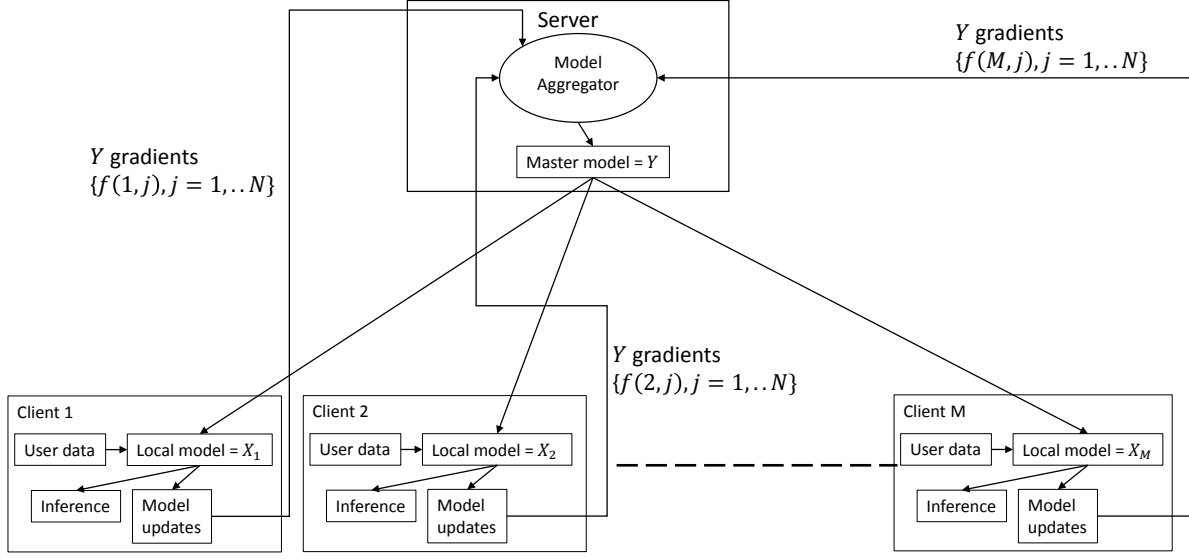 Server
Model
Aggregator
Master model = Y
Y gradients
{f(M, j), j = 1, . . N}
Y gradients
{f(1, j), j = 1, . . N}
Y gradients
{f(2, j), j = 1, . . N}
Client 1
User data
Local model = X₁
Inference
Model
updates
Client 2
User data
Local model = X₂
Inference
Model
updates
Client M
User data
Local model = X_M
Inference
Model
updates